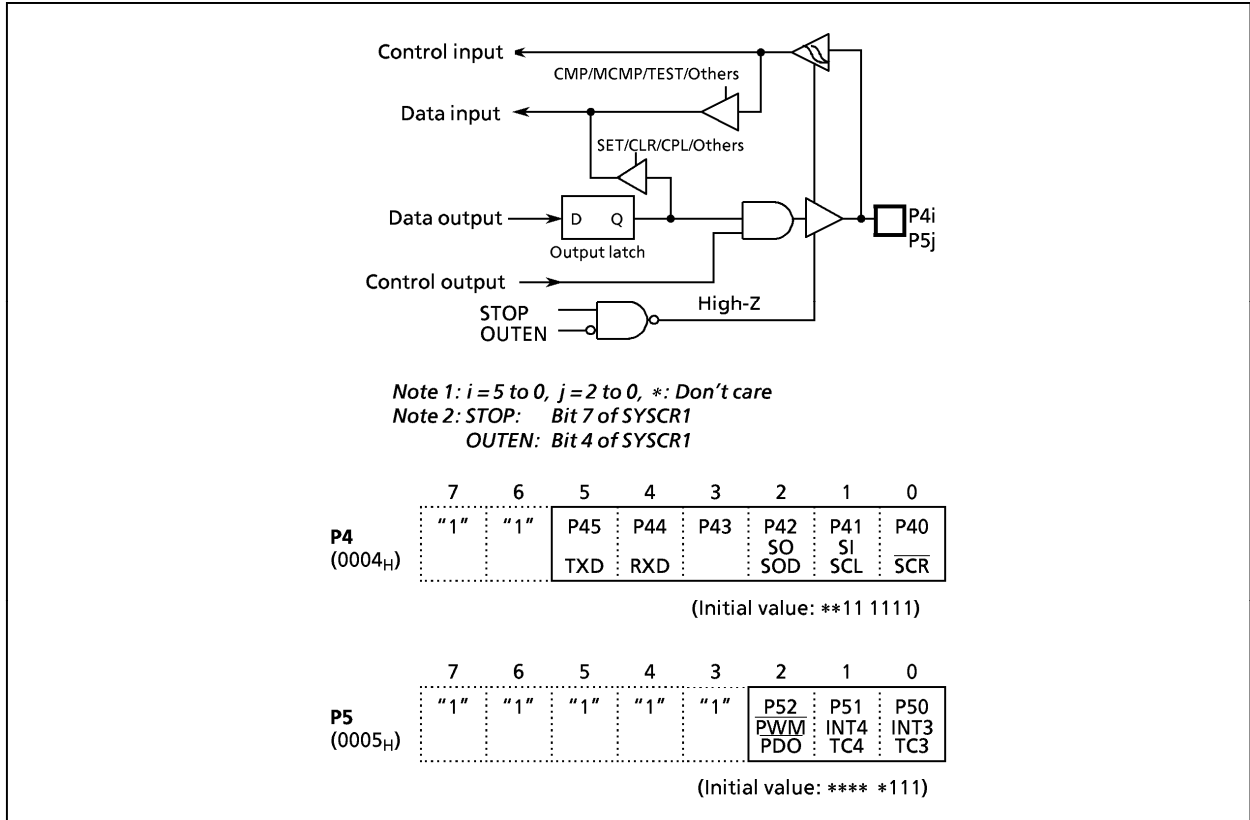 Control input
CMP/MCMP/TEST/Others
Data input
SET/CLR/CPL/Others
Data output
D Q
P4i
P5j
Output latch
Control output
High-Z
STOP
OUTEN
Note 1: i = 5 to 0, j = 2 to 0, *: Don't care
Note 2: STOP: Bit 7 of SYSCR1
OUTEN: Bit 4 of SYSCR1
7 6 5 4 3 2 1 0
P4
(0004H)
"1" "1" P45 P44 P43 P42 P41 P40
SO SI
TXD RXD SOD SCL SCR
(Initial value: **11 1111)
7 6 5 4 3 2 1 0
P5
(0005H)
"1" "1" "1" "1" "1" P52 P51 P50
PWM INT4 INT3
PDO TC4 TC3
(Initial value: **** *111)